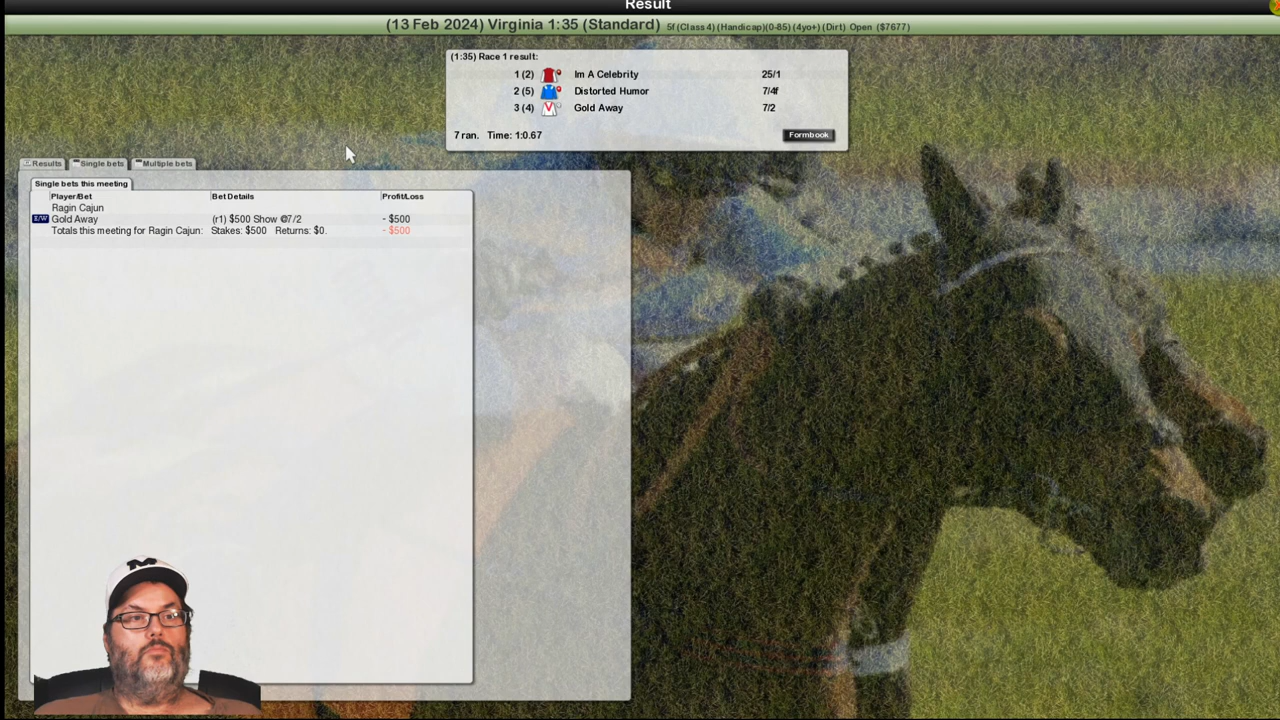 Result
(13 Feb 2024) Virginia 1:35 (Standard) 5f (Class 4) (Handicap) (0-85) (4yo+) (Dirt) Open ($7677)
(1:35) Race 1 result:
1 (2) Im A Celebrity 25/1
2 (5) Distorted Humor 7/4f
3 (4) Gold Away 7/2
7 ran. Time: 1:0.67 Formbook
Results Single bets Multiple bets
Single bets this meeting
Player/Bet Bet Details Profit/Loss
Ragin Cajun
E/W Gold Away (r1) $500 Show @7/2 - $500
Totals this meeting for Ragin Cajun: Stakes: $500 Returns: $0. - $500